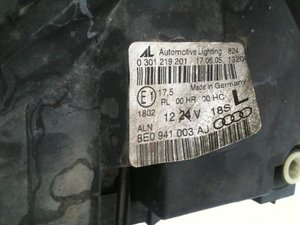 AL Automotive Lighting 824
0 301 219 201 17.06.05 1320
E1 17,5 Made in Germany
PL 00 HR 00 HC L
1802 12 24 V 18S
ALN
8E0 941 003 AJ